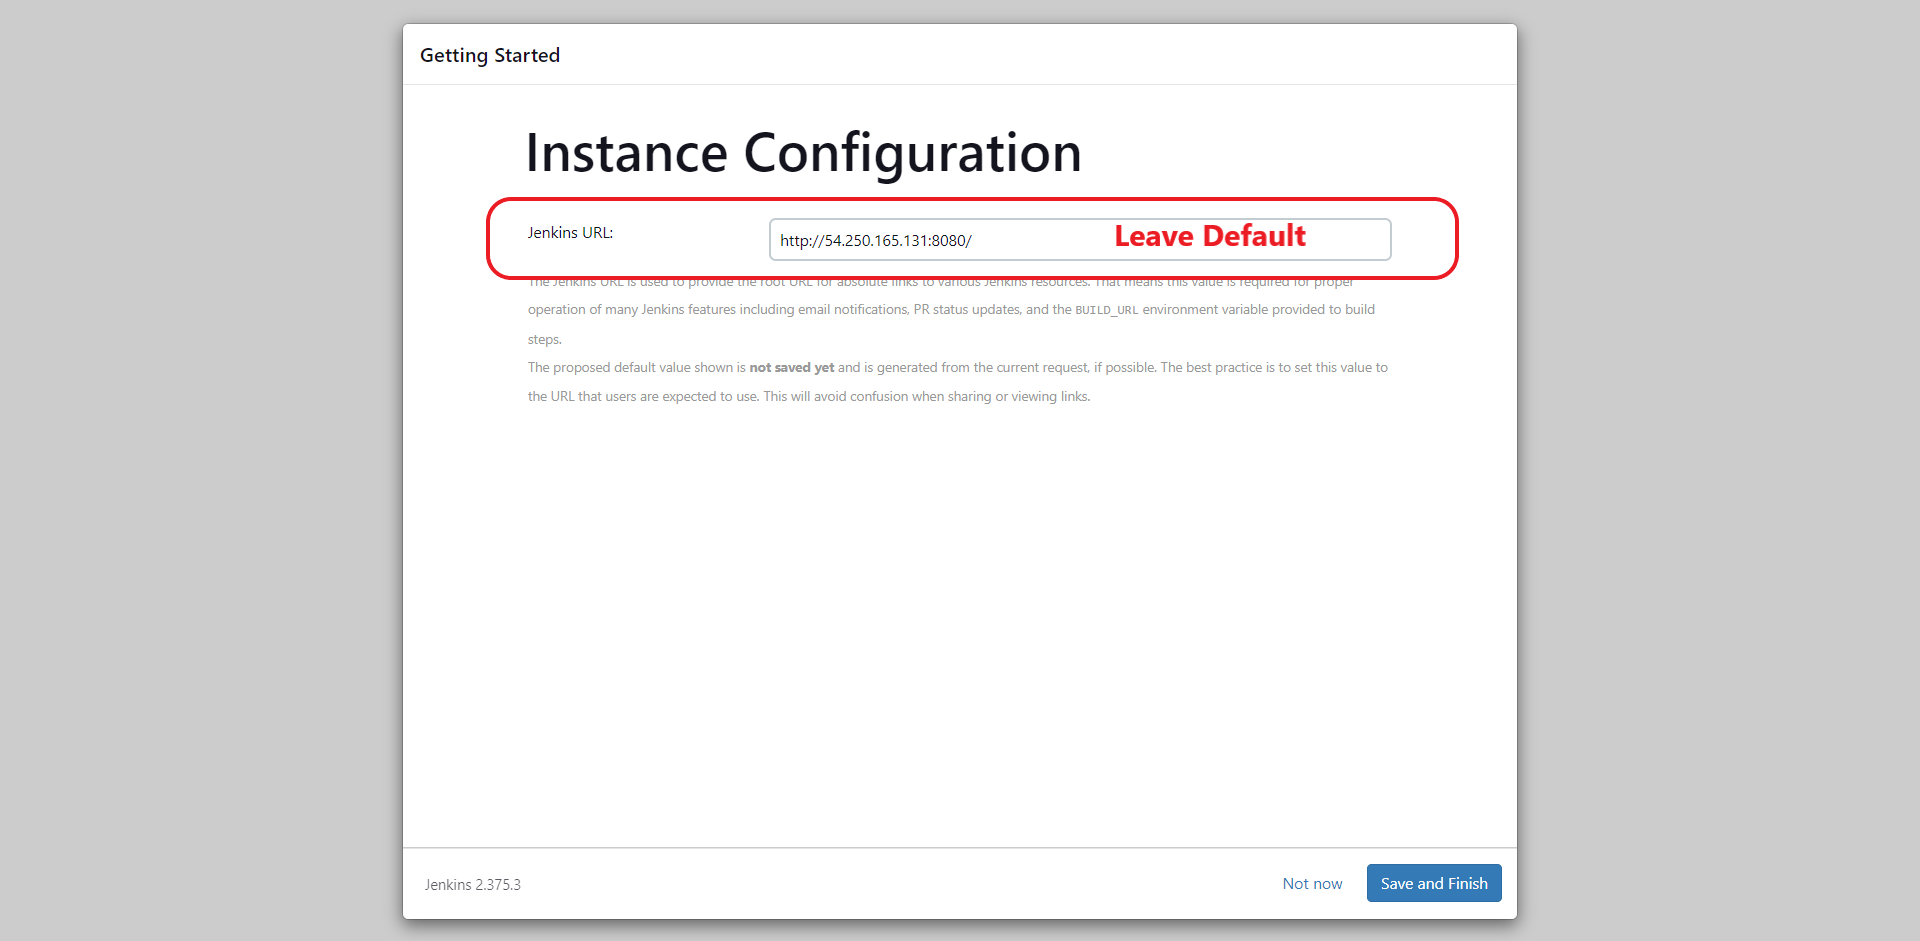 Getting Started
Instance Configuration
Jenkins URL:
http://54.250.165.131:8080/
Leave Default
The Jenkins URL is used to provide the root URL for absolute links to various Jenkins resources. That means this value is required for proper
operation of many Jenkins features including email notifications, PR status updates, and the BUILD_URL environment variable provided to build
steps.
The proposed default value shown is not saved yet and is generated from the current request, if possible. The best practice is to set this value to
the URL that users are expected to use. This will avoid confusion when sharing or viewing links.
Jenkins 2.375.3
Not now
Save and Finish